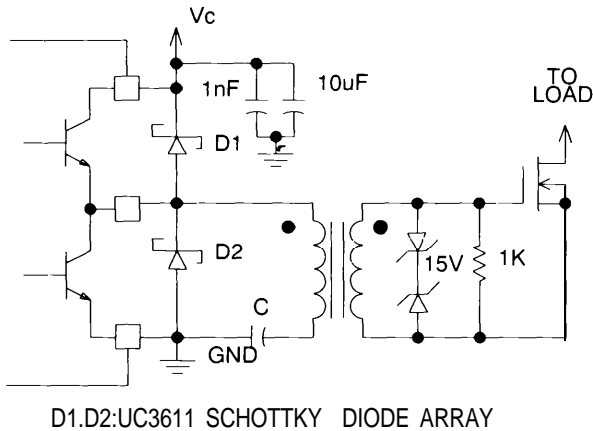 Vc
1nF
10uF
TO
LOAD
D1
D2
15V
1K
C
GND
D1.D2:UC3611 SCHOTTKY DIODE ARRAY